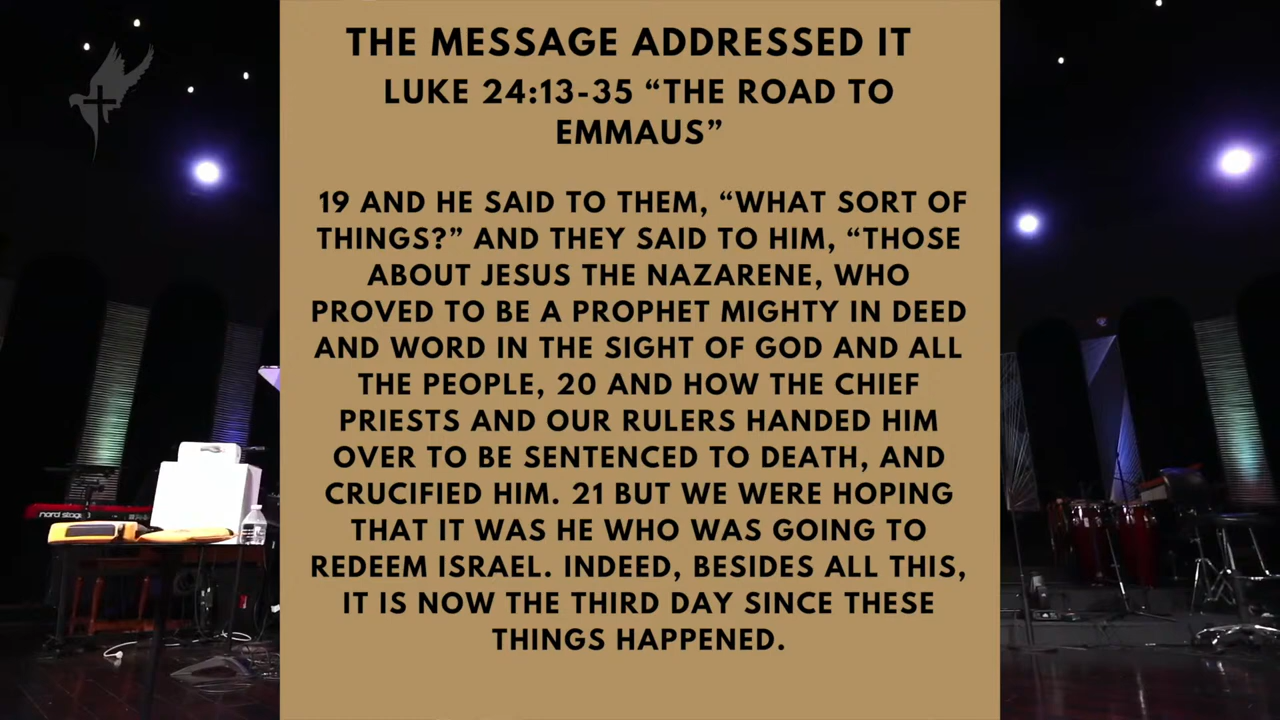 THE MESSAGE ADDRESSED IT
LUKE 24:13-35 “THE ROAD TO
EMMAUS”
19 AND HE SAID TO THEM, “WHAT SORT OF
THINGS?” AND THEY SAID TO HIM, “THOSE
ABOUT JESUS THE NAZARENE, WHO
PROVED TO BE A PROPHET MIGHTY IN DEED
AND WORD IN THE SIGHT OF GOD AND ALL
THE PEOPLE, 20 AND HOW THE CHIEF
PRIESTS AND OUR RULERS HANDED HIM
OVER TO BE SENTENCED TO DEATH, AND
CRUCIFIED HIM. 21 BUT WE WERE HOPING
THAT IT WAS HE WHO WAS GOING TO
REDEEM ISRAEL. INDEED, BESIDES ALL THIS,
IT IS NOW THE THIRD DAY SINCE THESE
THINGS HAPPENED.
nord stage